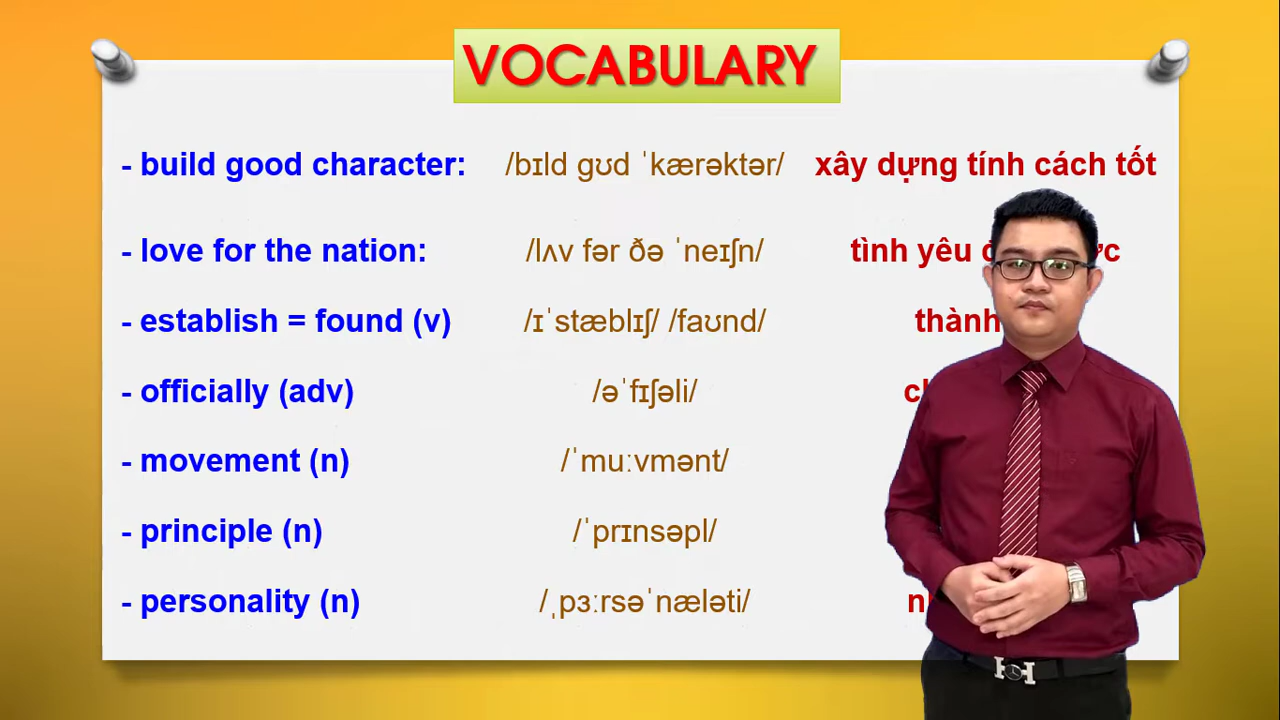 VOCABULARY
- build good character: /bɪld gʊd ˈkærəktər/ xây dựng tính cách tốt
- love for the nation: /lʌv fər ðə ˈneɪʃn/ tình yêu
- establish = found (v) /ɪˈstæblɪʃ/ /faʊnd/ thành
- officially (adv) /əˈfɪʃəli/
- movement (n) /ˈmuːvmənt/
- principle (n) /ˈprɪnsəpl/
- personality (n) /ˌpɜːrsəˈnæləti/